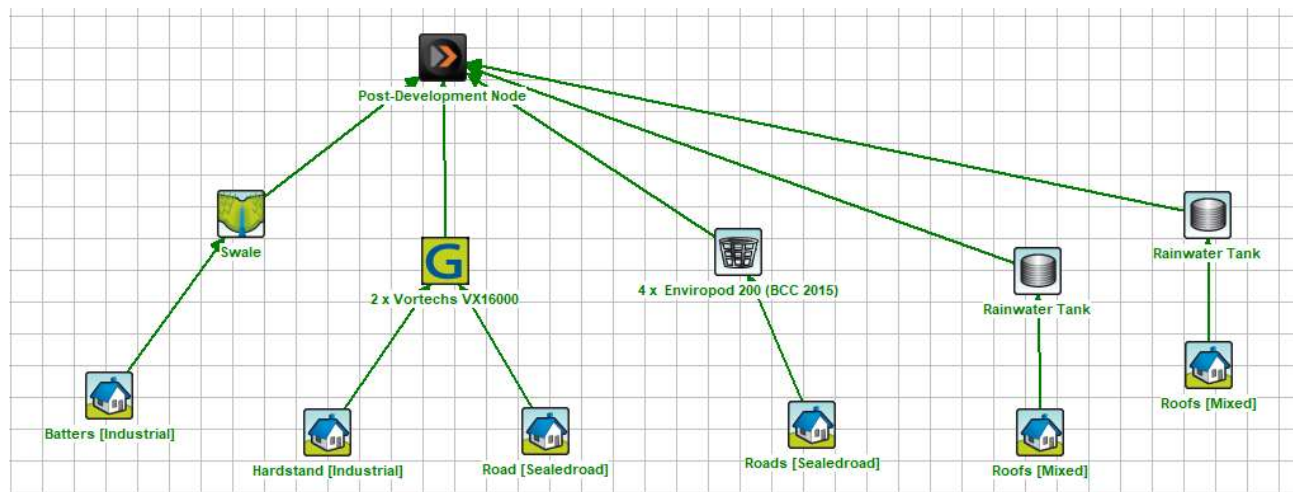 Post-Development Node
Swale
G
2 x Vortechs VX16000
4 x Enviropod 200 (BCC 2015)
Rainwater Tank
Rainwater Tank
Batters [Industrial]
Hardstand [Industrial]
Road [Sealedroad]
Roads [Sealedroad]
Roofs [Mixed]
Roofs [Mixed]